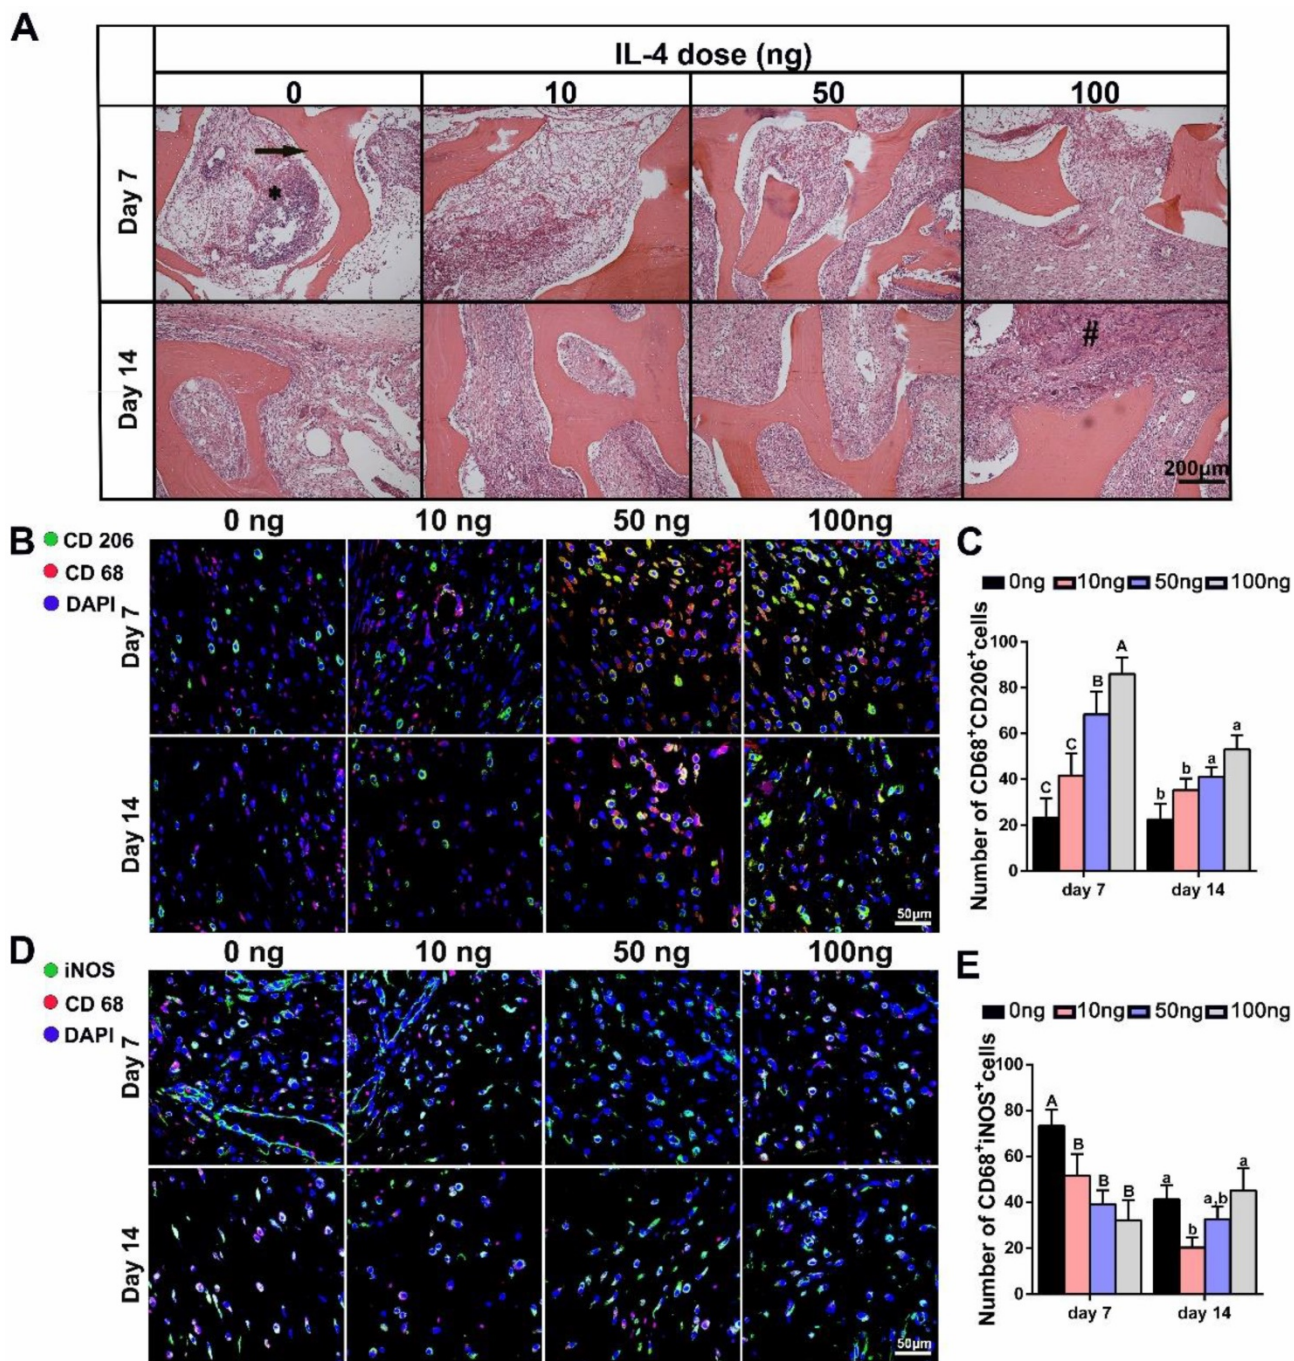 A
IL-4 dose (ng)
0 10 50 100
Day 7
*
Day 14
#
200µm
B
CD 206
CD 68
DAPI
0 ng 10 ng 50 ng 100ng
Day 7
Day 14
50µm
C
0ng 10ng 50ng 100ng
Number of CD68+CD206+cells
100
80
60
40
20
0
C C B A
b b a a
day 7 day 14
D
iNOS
CD 68
DAPI
0 ng 10 ng 50 ng 100ng
Day 7
Day 14
50µm
E
0ng 10ng 50ng 100ng
Number of CD68+iNOS+cells
100
80
60
40
20
0
A B B B
a b a,b a
day 7 day 14